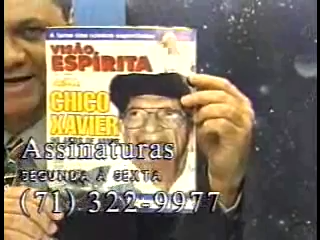 VISÃO
ESPÍRITA
CHICO
XAVIER
Assinaturas
SEGUNDA A SEXTA
(71) 322-9977